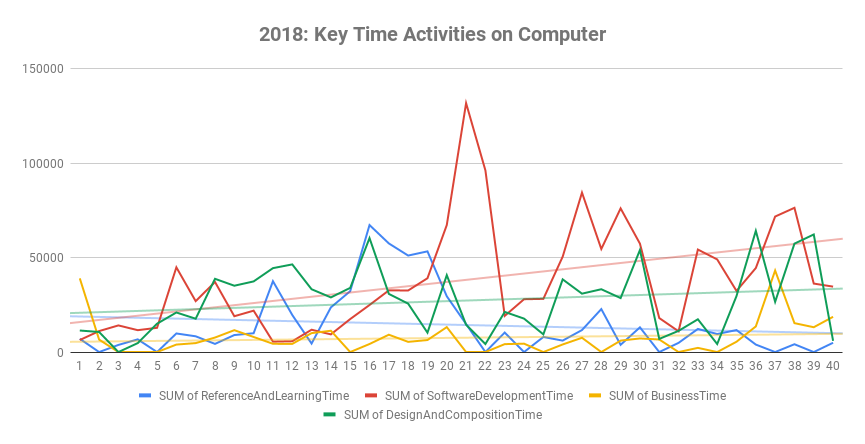 2018: Key Time Activities on Computer
150000
100000
50000
0
1 2 3 4 5 6 7 8 9 10 11 12 13 14 15 16 17 18 19 20 21 22 23 24 25 26 27 28 29 30 31 32 33 34 35 36 37 38 39 40
SUM of ReferenceAndLearningTime SUM of SoftwareDevelopmentTime SUM of BusinessTime
SUM of DesignAndCompositionTime